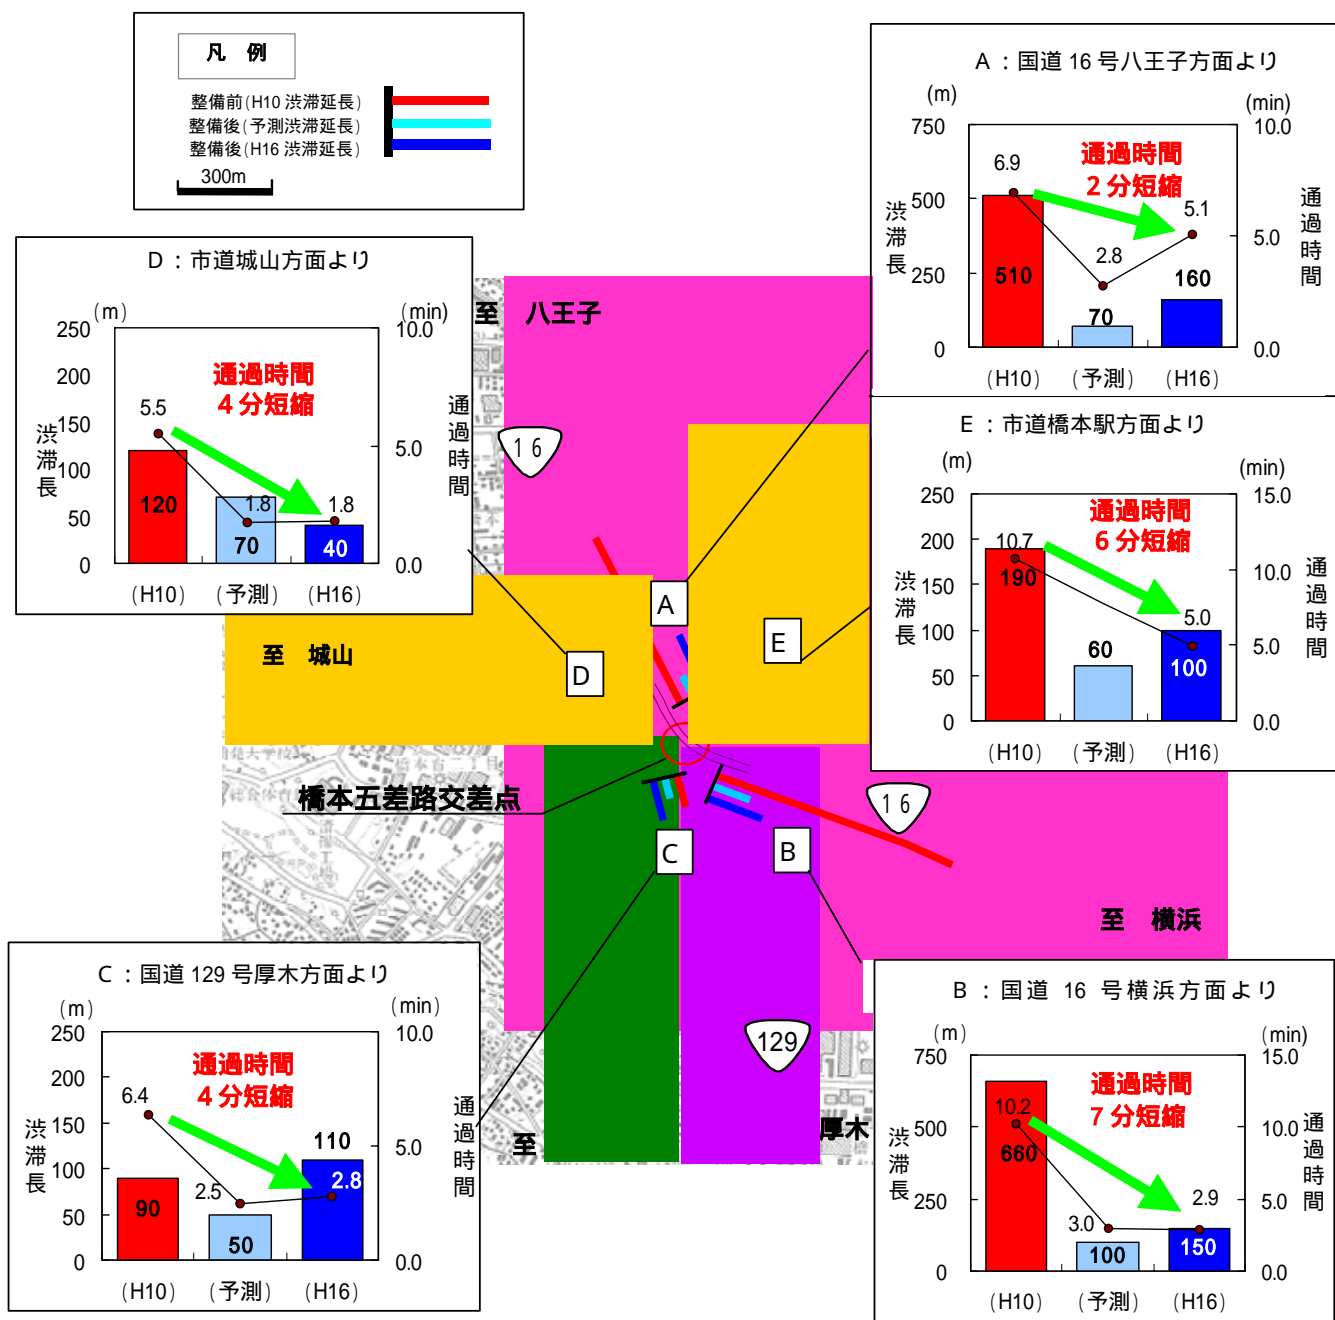 凡 例
整備前(H10 渋滞延長)
整備後(予測渋滞延長)
整備後(H16 渋滞延長)
300m
A ： 国道 16 号八王子方面より
(m)
(min)
750
500
250
0
10.0
5.0
0.0
渋滞長
通過時間
通過時間
2 分短縮
6.9
2.8
5.1
510
70
160
(H10)
(予測)
(H16)
D ： 市道城山方面より
(m)
(min)
250
200
150
100
50
0
10.0
5.0
0.0
渋滞長
通過時間
通過時間
4 分短縮
5.5
1.8
1.8
120
70
40
(H10)
(予測)
(H16)
E ： 市道橋本駅方面より
(m)
(min)
250
200
150
100
50
0
15.0
10.0
5.0
0.0
渋滞長
通過時間
通過時間
6 分短縮
10.7
5.0
190
60
100
(H10)
(予測)
(H16)
至 八王子
16
A
E
D
至 城山
橋本五差路交差点
16
C
B
至 横浜
129
至
厚木
C ： 国道 129 号厚木方面より
(m)
(min)
250
200
150
100
50
0
10.0
5.0
0.0
渋滞長
通過時間
通過時間
4 分短縮
6.4
2.5
2.8
90
50
110
(H10)
(予測)
(H16)
B ： 国道 16 号横浜方面より
(m)
(min)
750
500
250
0
15.0
10.0
5.0
0.0
渋滞長
通過時間
通過時間
7 分短縮
10.2
3.0
2.9
660
100
150
(H10)
(予測)
(H16)